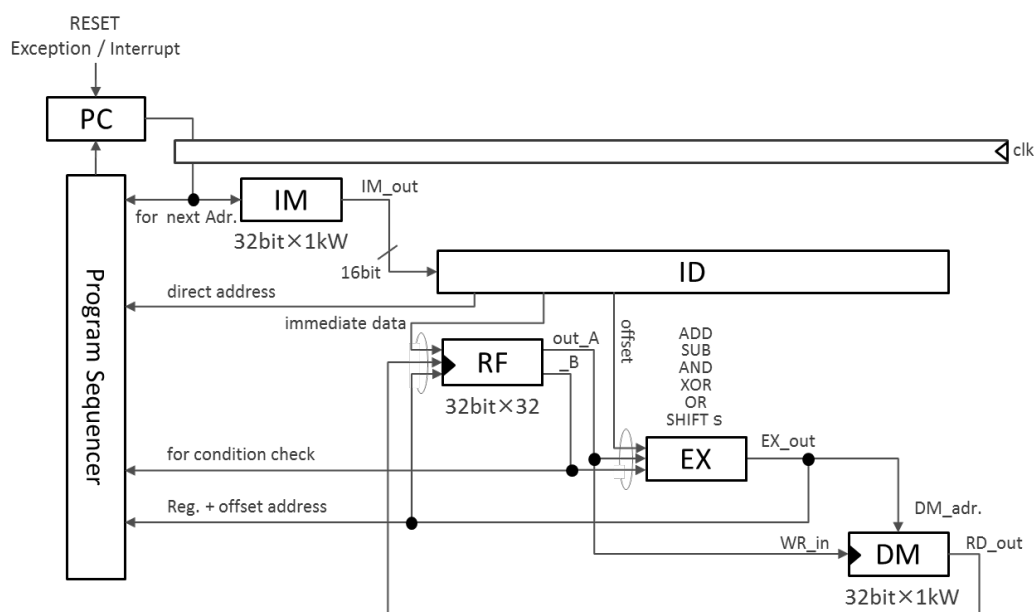 RESET
Exception / Interrupt
PC
clk
IM_out
IM
for next Adr.
32bit×1kW
16bit
ID
direct address
immediate data
offset
out_A
_B
RF
32bit×32
ADD
SUB
AND
XOR
OR
SHIFT s
Program Sequencer
for condition check
EX_out
EX
Reg. + offset address
DM_adr.
WR_in
DM
RD_out
32bit×1kW